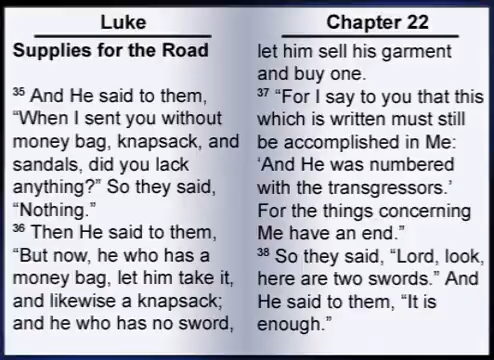 Luke
Supplies for the Road
³⁵ And He said to them,
“When I sent you without
money bag, knapsack, and
sandals, did you lack
anything?” So they said,
“Nothing.”
³⁶ Then He said to them,
“But now, he who has a
money bag, let him take it,
and likewise a knapsack;
and he who has no sword,
Chapter 22
let him sell his garment
and buy one.
³⁷ “For I say to you that this
which is written must still
be accomplished in Me:
‘And He was numbered
with the transgressors.’
For the things concerning
Me have an end.”
³⁸ So they said, “Lord, look,
here are two swords.” And
He said to them, “It is
enough.”